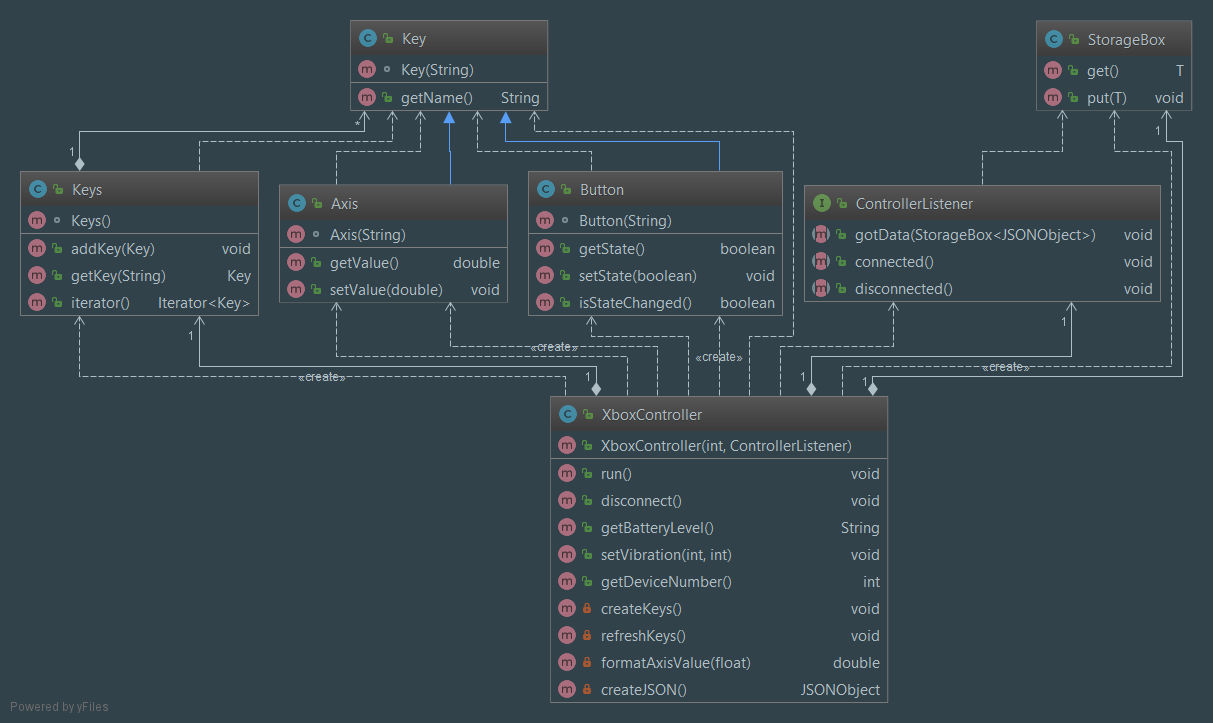 Key
Key(String)
getName() String
StorageBox
get() T
put(T) void
*
1
1
Keys
Keys()
addKey(Key) void
getKey(String) Key
iterator() Iterator<Key>
Axis
Axis(String)
getValue() double
setValue(double) void
Button
Button(String)
getState() boolean
setState(boolean) void
isStateChanged() boolean
ControllerListener
gotData(StorageBox<JSONObject>) void
connected() void
disconnected() void
1
1
«create»
«create»
«create»
«create»
1
1
1
XboxController
XboxController(int, ControllerListener)
run() void
disconnect() void
getBatteryLevel() String
setVibration(int, int) void
getDeviceNumber() int
createKeys() void
refreshKeys() void
formatAxisValue(float) double
createJSON() JSONObject
Powered by yFiles